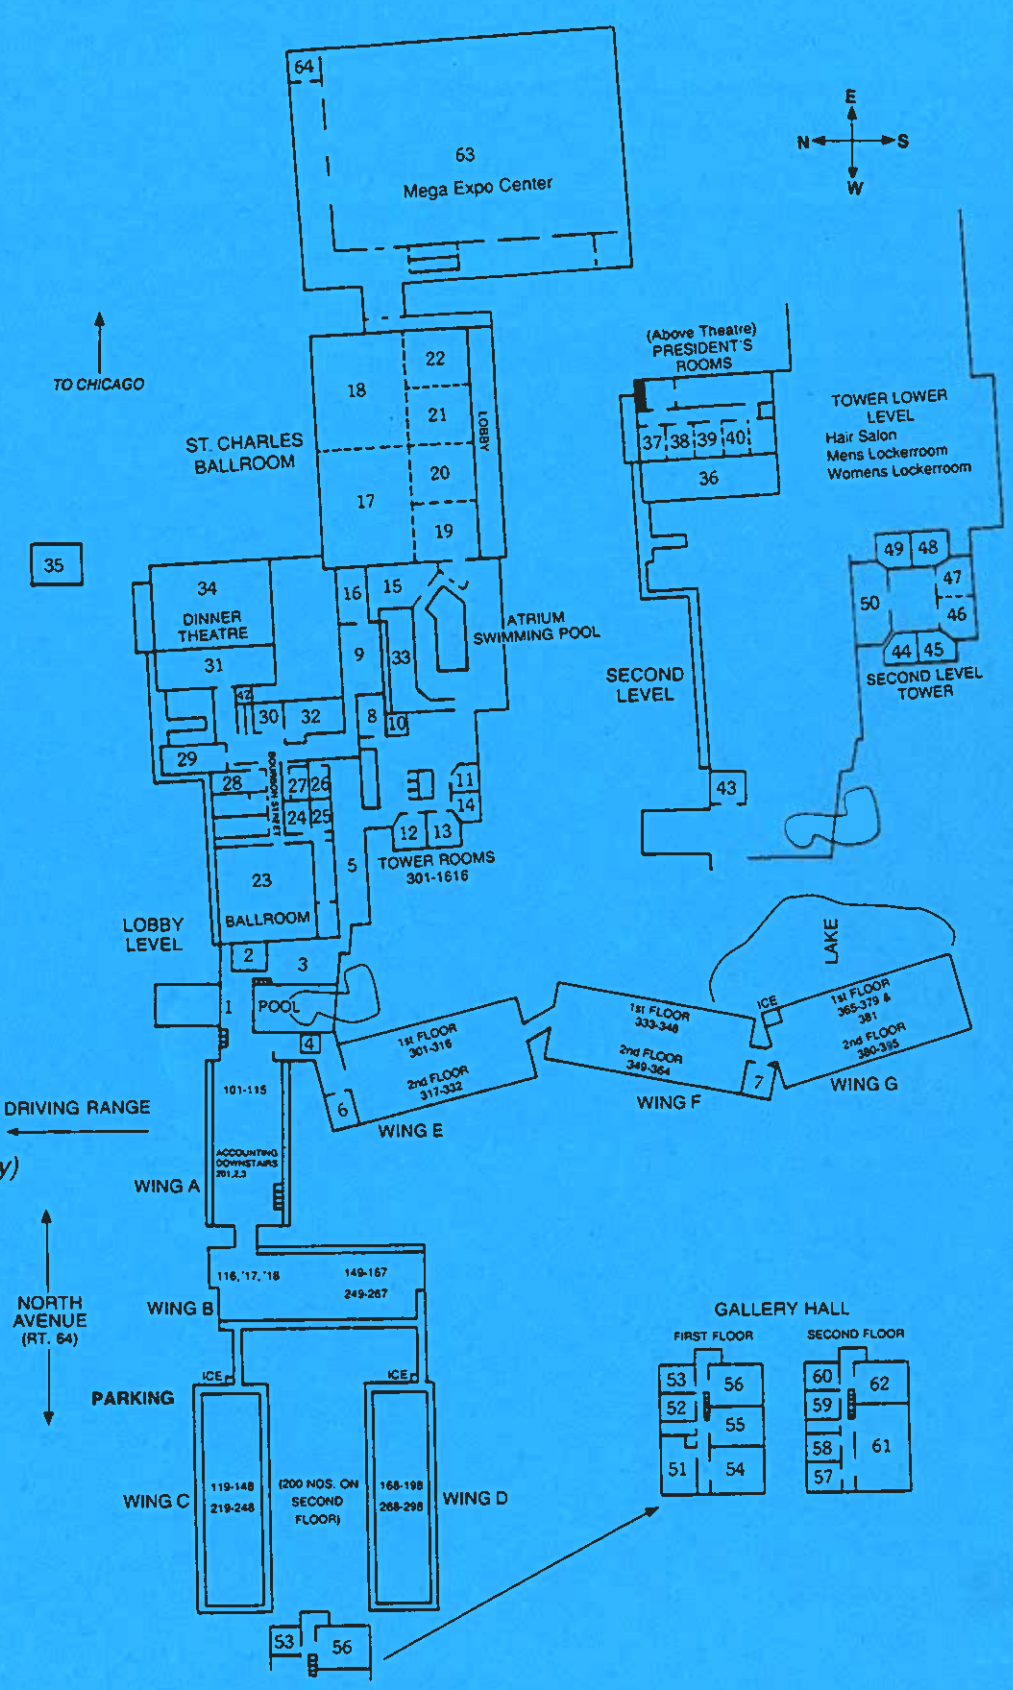 64
E
N S
W
63
Mega Expo Center
TO CHICAGO
22
18
21
LOBBY
ST. CHARLES
BALLROOM
20
17
19
(Above Theatre)
PRESIDENT'S
ROOMS
37 38 39 40
36
TOWER LOWER
LEVEL
Hair Salon
Mens Lockerroom
Womens Lockerroom
35
34
DINNER
THEATRE
31
16
15
9
33
ATRIUM
SWIMMING POOL
49 48
47
50
46
44 45
SECOND LEVEL
TOWER
SECOND
LEVEL
42
30
32
8
10
29
28
BOURBON STREET
27 26
24 25
11
14
12 13
TOWER ROOMS
301-1616
5
43
23
BALLROOM
LOBBY
LEVEL
2
3
1
POOL
4
LAKE
1st FLOOR
301-316
2nd FLOOR
317-332
6
WING E
1st FLOOR
333-348
2nd FLOOR
349-364
7
WING F
ICE
1st FLOOR
365-379 &
381
2nd FLOOR
380-395
WING G
101-115
DRIVING RANGE
y)
ACCOUNTING
DOWNSTAIRS
201,2,3
WING A
116, '17, '18
149-167
249-267
WING B
NORTH
AVENUE
(RT. 64)
ICE
ICE
PARKING
119-148
219-248
WING C
(200 NOS. ON
SECOND
FLOOR)
168-198
268-298
WING D
GALLERY HALL
FIRST FLOOR
SECOND FLOOR
53
56
52
55
51
54
60
62
59
58
61
57
53
56